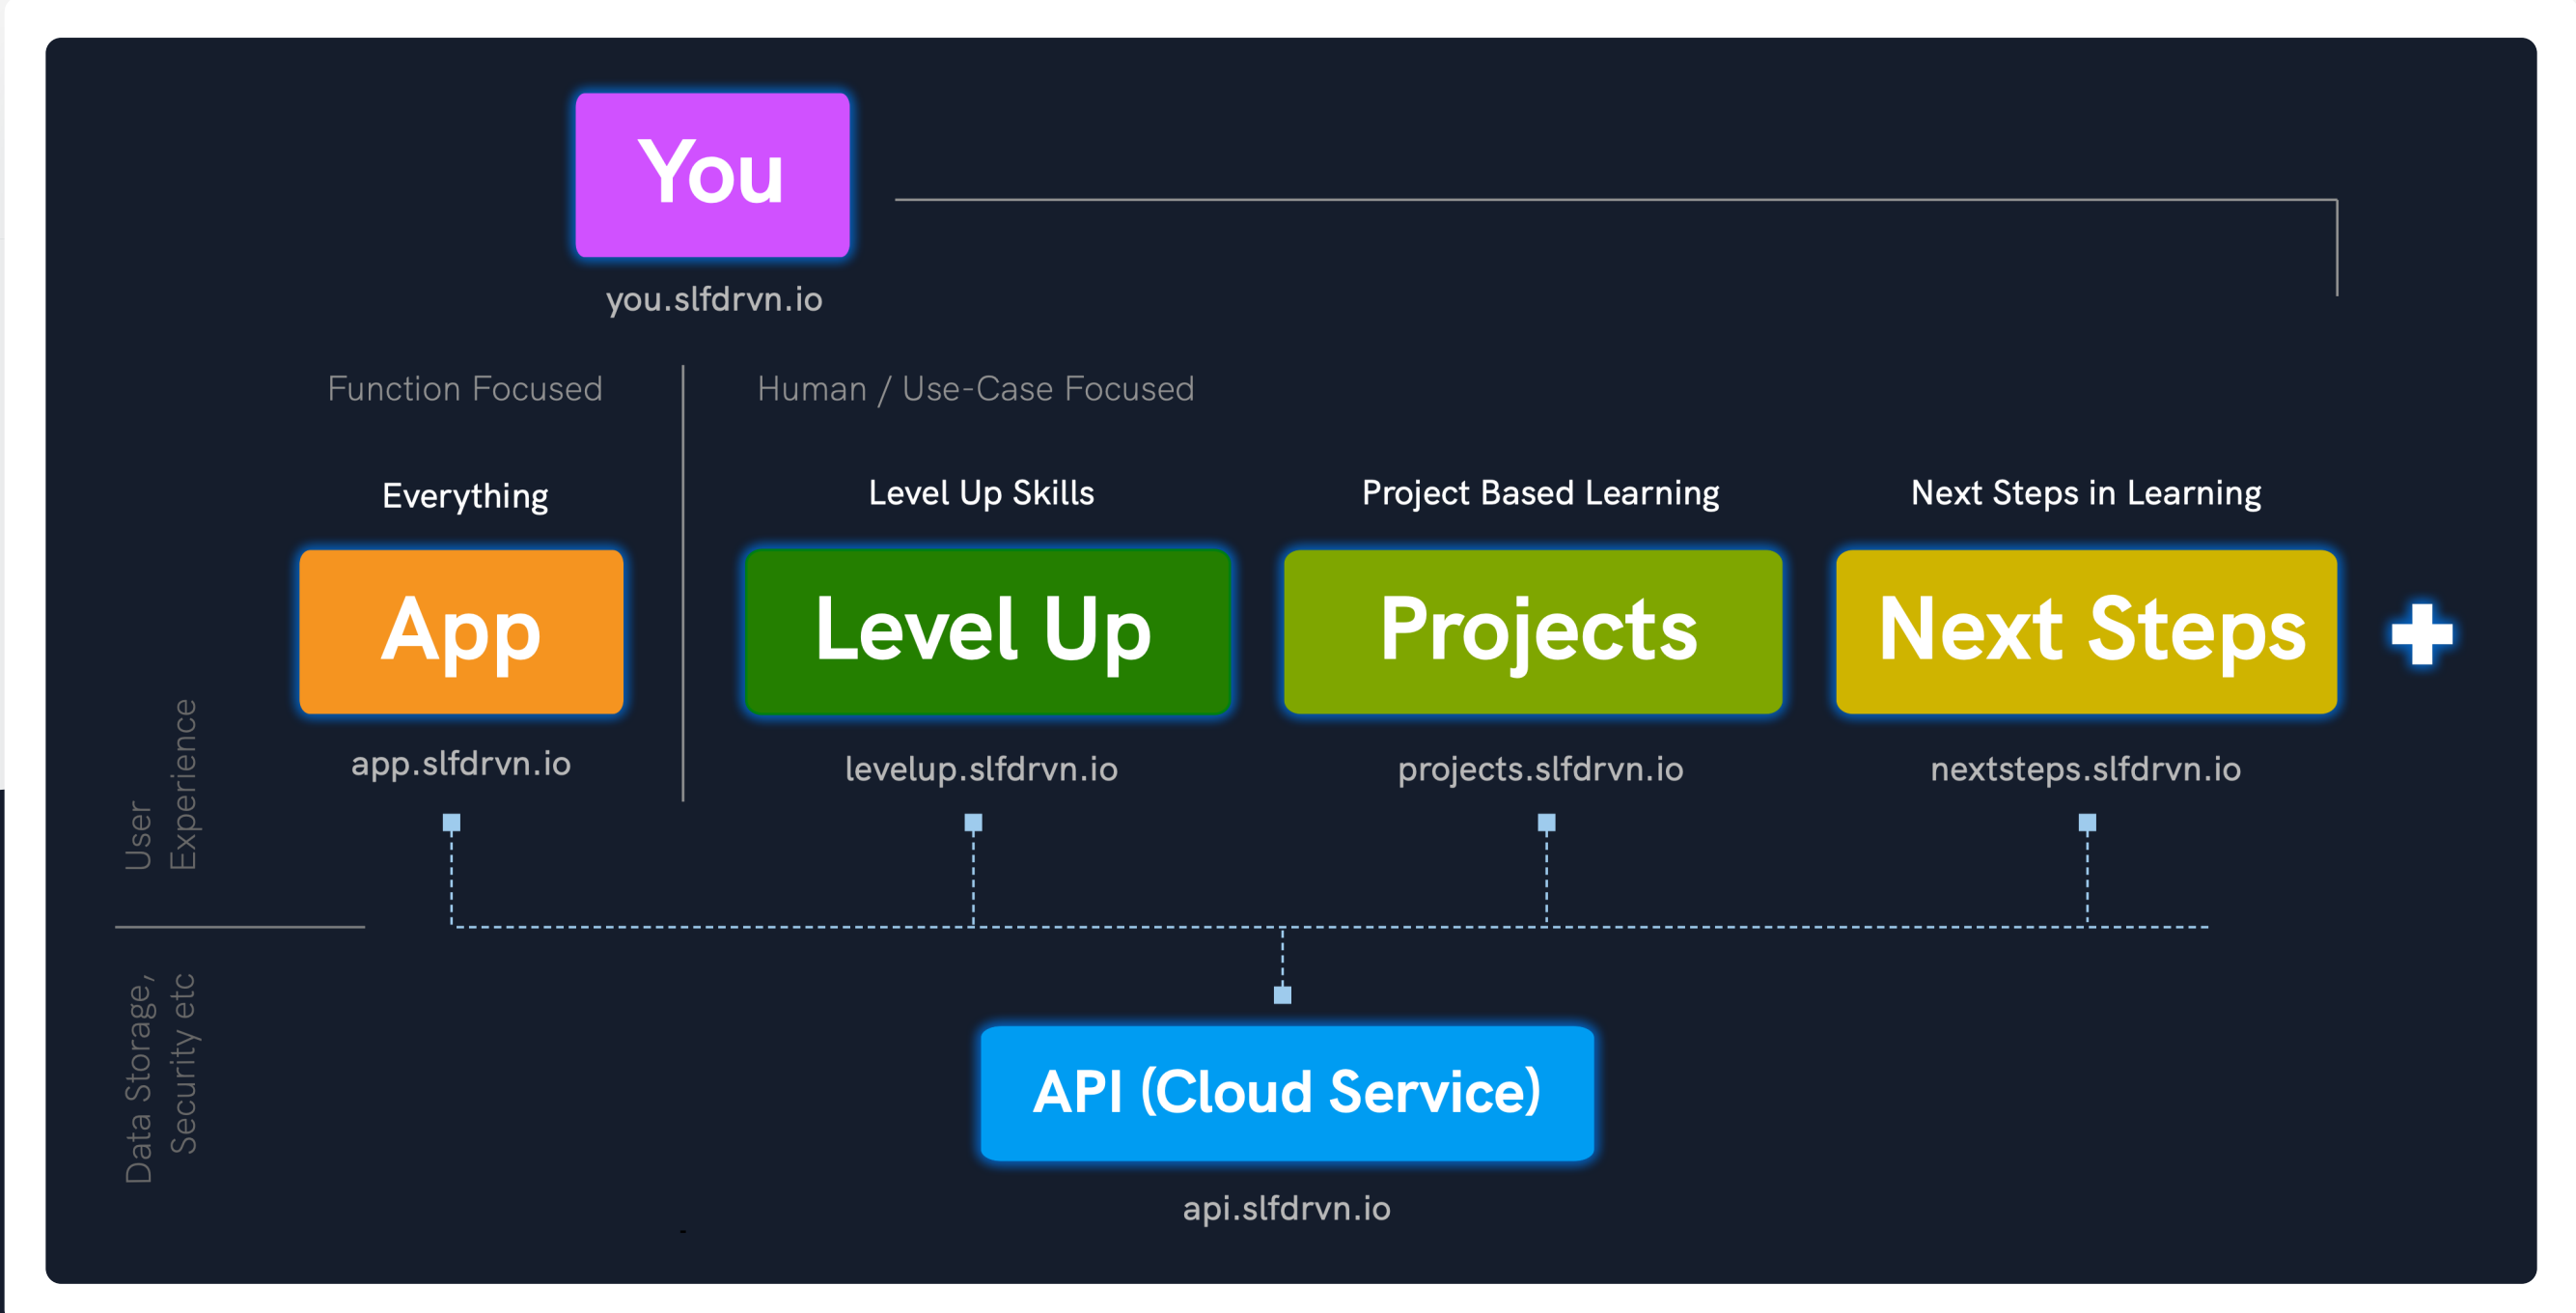 You
you.slfdrvn.io
Function Focused
Human / Use-Case Focused
Everything
Level Up Skills
Project Based Learning
Next Steps in Learning
App
Level Up
Projects
Next Steps
app.slfdrvn.io
levelup.slfdrvn.io
projects.slfdrvn.io
nextsteps.slfdrvn.io
User
Experience
Data Storage,
Security etc
API (Cloud Service)
api.slfdrvn.io